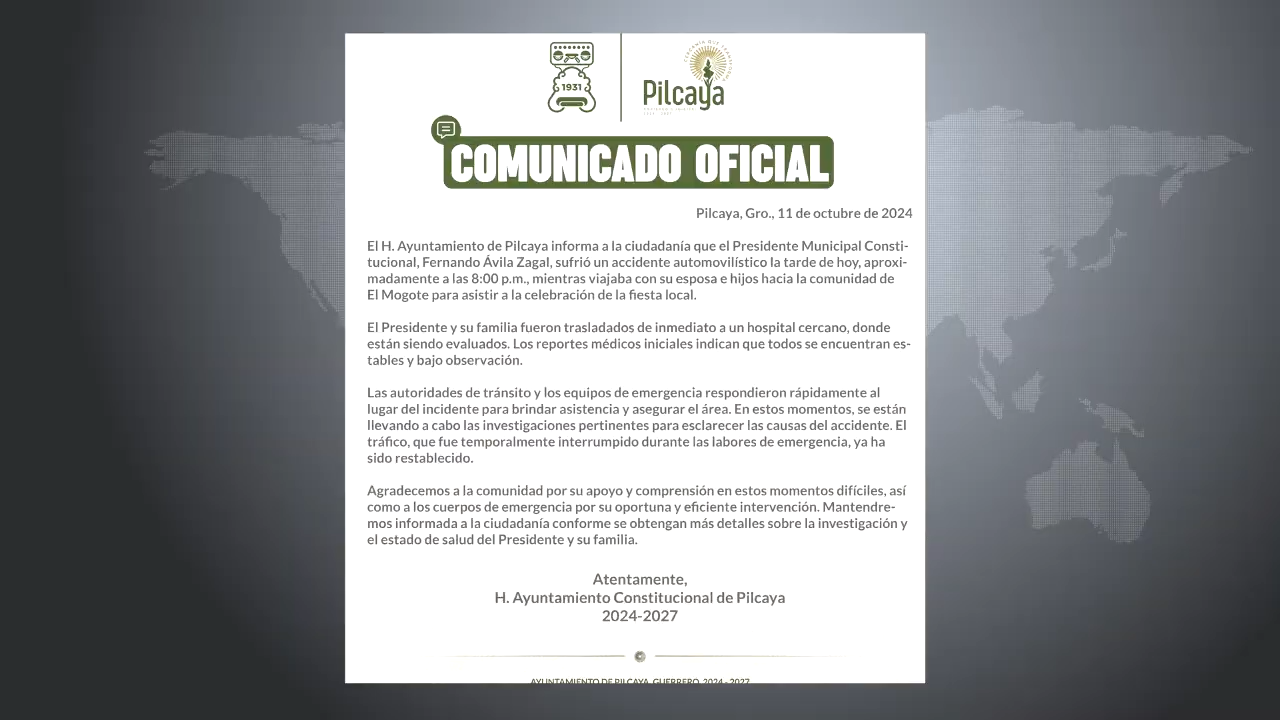 1931
Pilcaya
COMUNICADO OFICIAL
Pilcaya, Gro., 11 de octubre de 2024
El H. Ayuntamiento de Pilcaya informa a la ciudadanía que el Presidente Municipal Consti-
tucional, Fernando Ávila Zagal, sufrió un accidente automovilístico la tarde de hoy, aproxi-
madamente a las 8:00 p.m., mientras viajaba con su esposa e hijos hacia la comunidad de
El Mogote para asistir a la celebración de la fiesta local.
El Presidente y su familia fueron trasladados de inmediato a un hospital cercano, donde
están siendo evaluados. Los reportes médicos iniciales indican que todos se encuentran es-
tables y bajo observación.
Las autoridades de tránsito y los equipos de emergencia respondieron rápidamente al
lugar del incidente para brindar asistencia y asegurar el área. En estos momentos, se están
llevando a cabo las investigaciones pertinentes para esclarecer las causas del accidente. El
tráfico, que fue temporalmente interrumpido durante las labores de emergencia, ya ha
sido restablecido.
Agradecemos a la comunidad por su apoyo y comprensión en estos momentos difíciles, así
como a los cuerpos de emergencia por su oportuna y eficiente intervención. Mantendre-
mos informada a la ciudadanía conforme se obtengan más detalles sobre la investigación y
el estado de salud del Presidente y su familia.
Atentamente,
H. Ayuntamiento Constitucional de Pilcaya
2024-2027
AYUNTAMIENTO DE PILCAYA, GUERRERO, 2024 - 2027